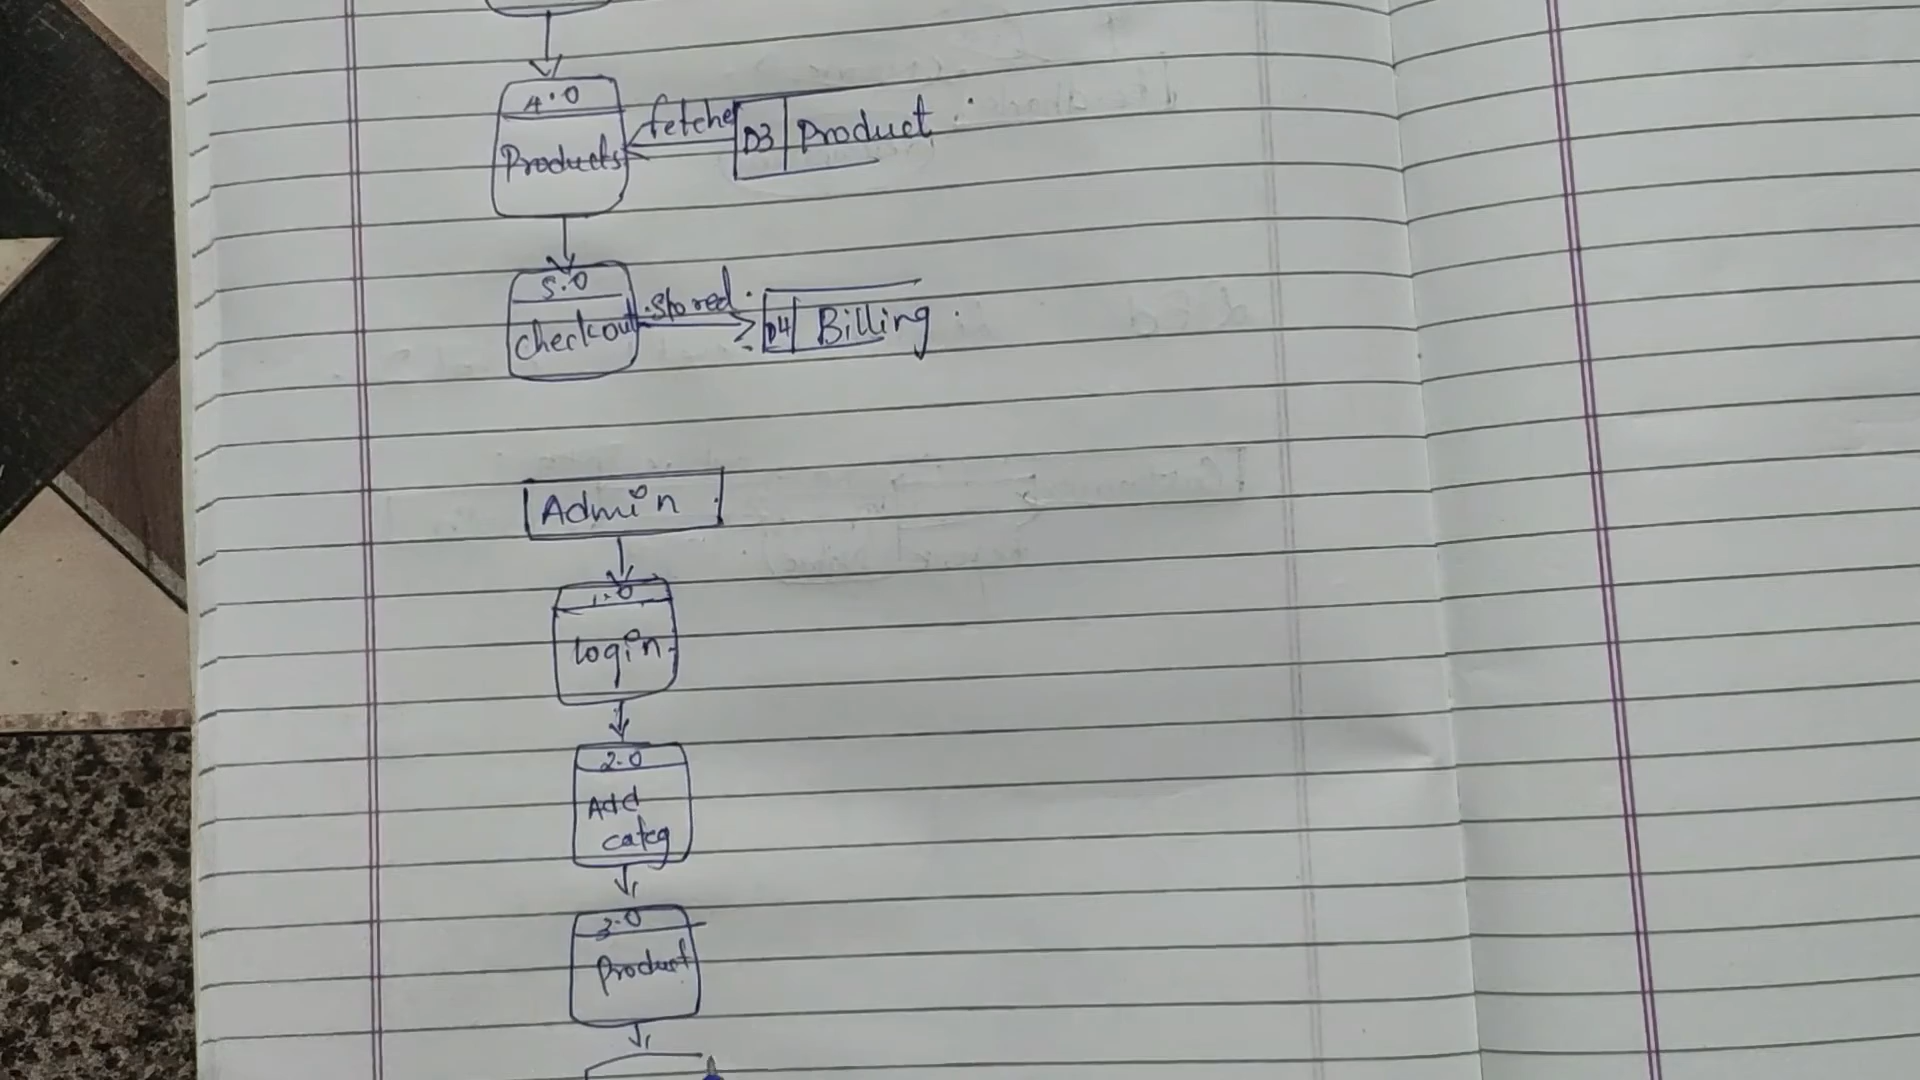 4.0
Products
fetche
D3 Product
5.0
checkout
stored
D4 Billing
Admin
1.0
login
2.0
Add
categ
3.0
Product